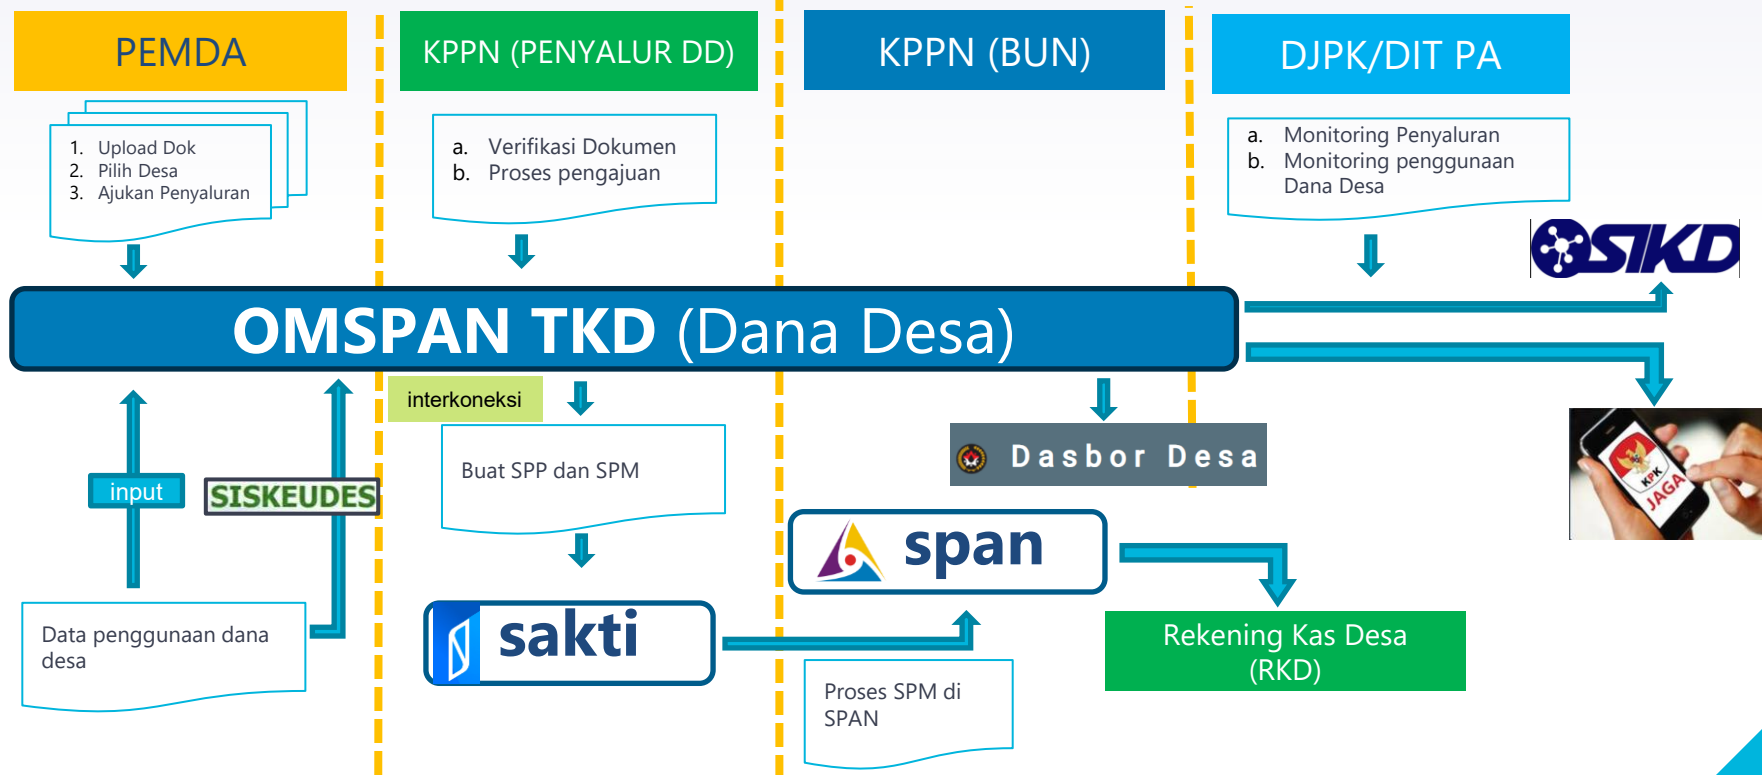 PEMDA
KPPN (PENYALUR DD)
KPPN (BUN)
DJPK/DIT PA
1. Upload Dok
2. Pilih Desa
3. Ajukan Penyaluran
a. Verifikasi Dokumen
b. Proses pengajuan
a. Monitoring Penyaluran
b. Monitoring penggunaan
Dana Desa
SIKD
OMSPAN TKD (Dana Desa)
interkoneksi
input
SISKEUDES
Buat SPP dan SPM
Dasbor Desa
KPK
JAGA
span
sakti
Data penggunaan dana
desa
Rekening Kas Desa
(RKD)
Proses SPM di
SPAN